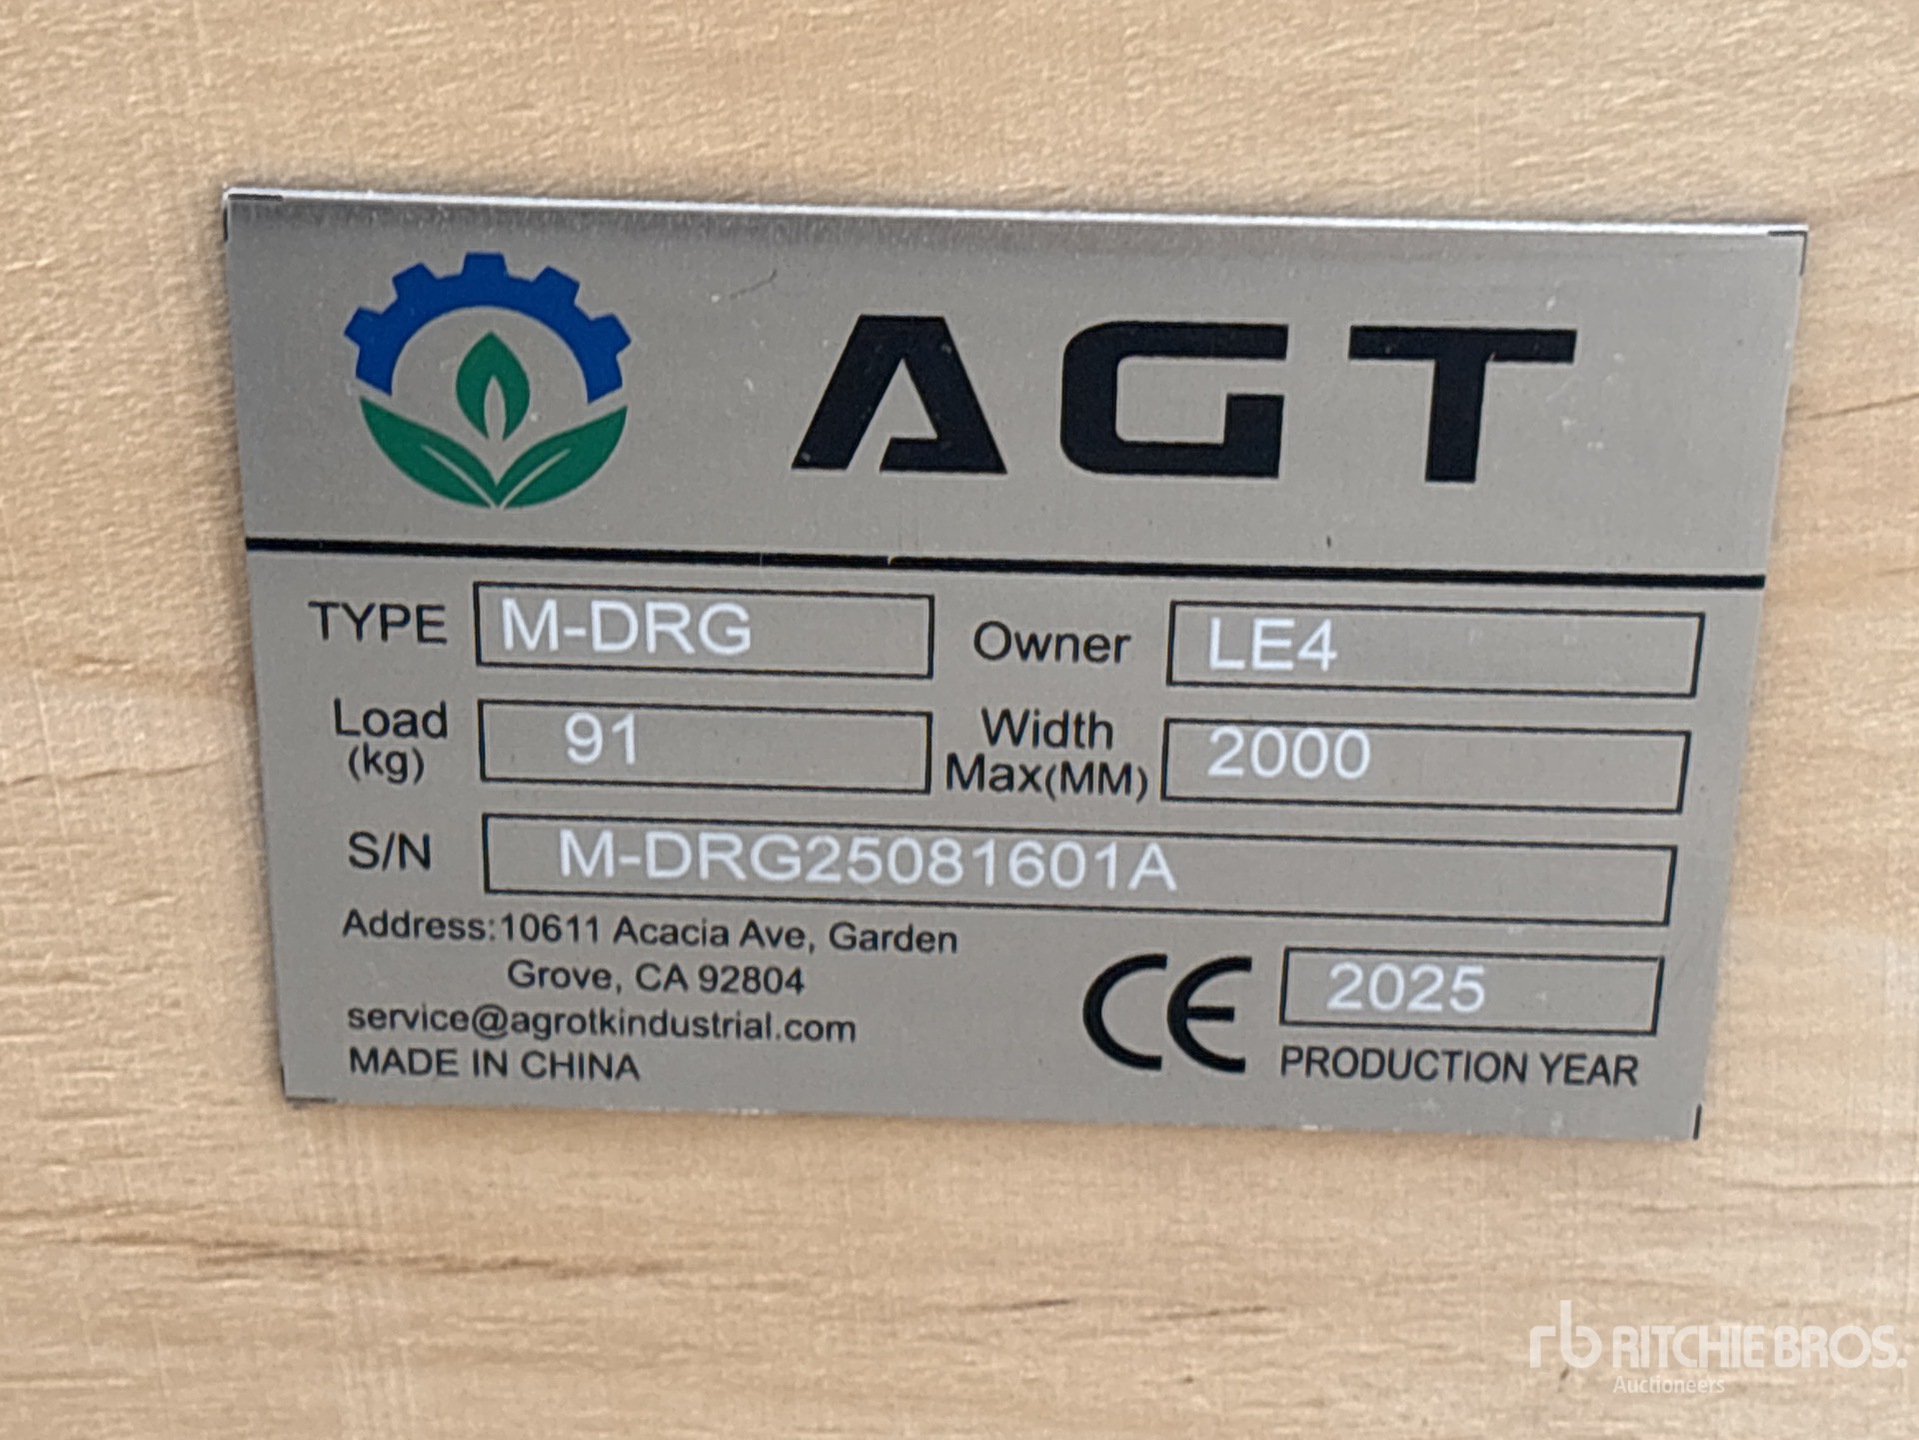 AGT
TYPE M-DRG Owner LE4
Load (kg) 91 Width Max(MM) 2000
S/N M-DRG25081601A
Address:10611 Acacia Ave, Garden
Grove, CA 92804
service@agrotkindustrial.com
MADE IN CHINA
CE 2025
PRODUCTION YEAR
rb RITCHIE BROS.
Auctioneers